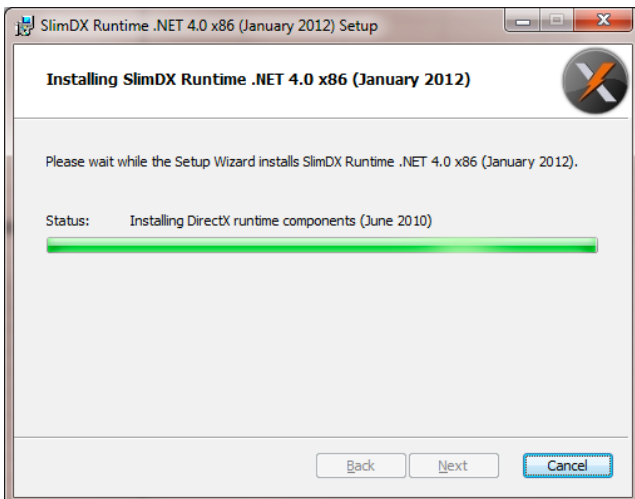 SlimDX Runtime .NET 4.0 x86 (January 2012) Setup
Installing SlimDX Runtime .NET 4.0 x86 (January 2012)
Please wait while the Setup Wizard installs SlimDX Runtime .NET 4.0 x86 (January 2012).
Status: Installing DirectX runtime components (June 2010)
Back Next Cancel